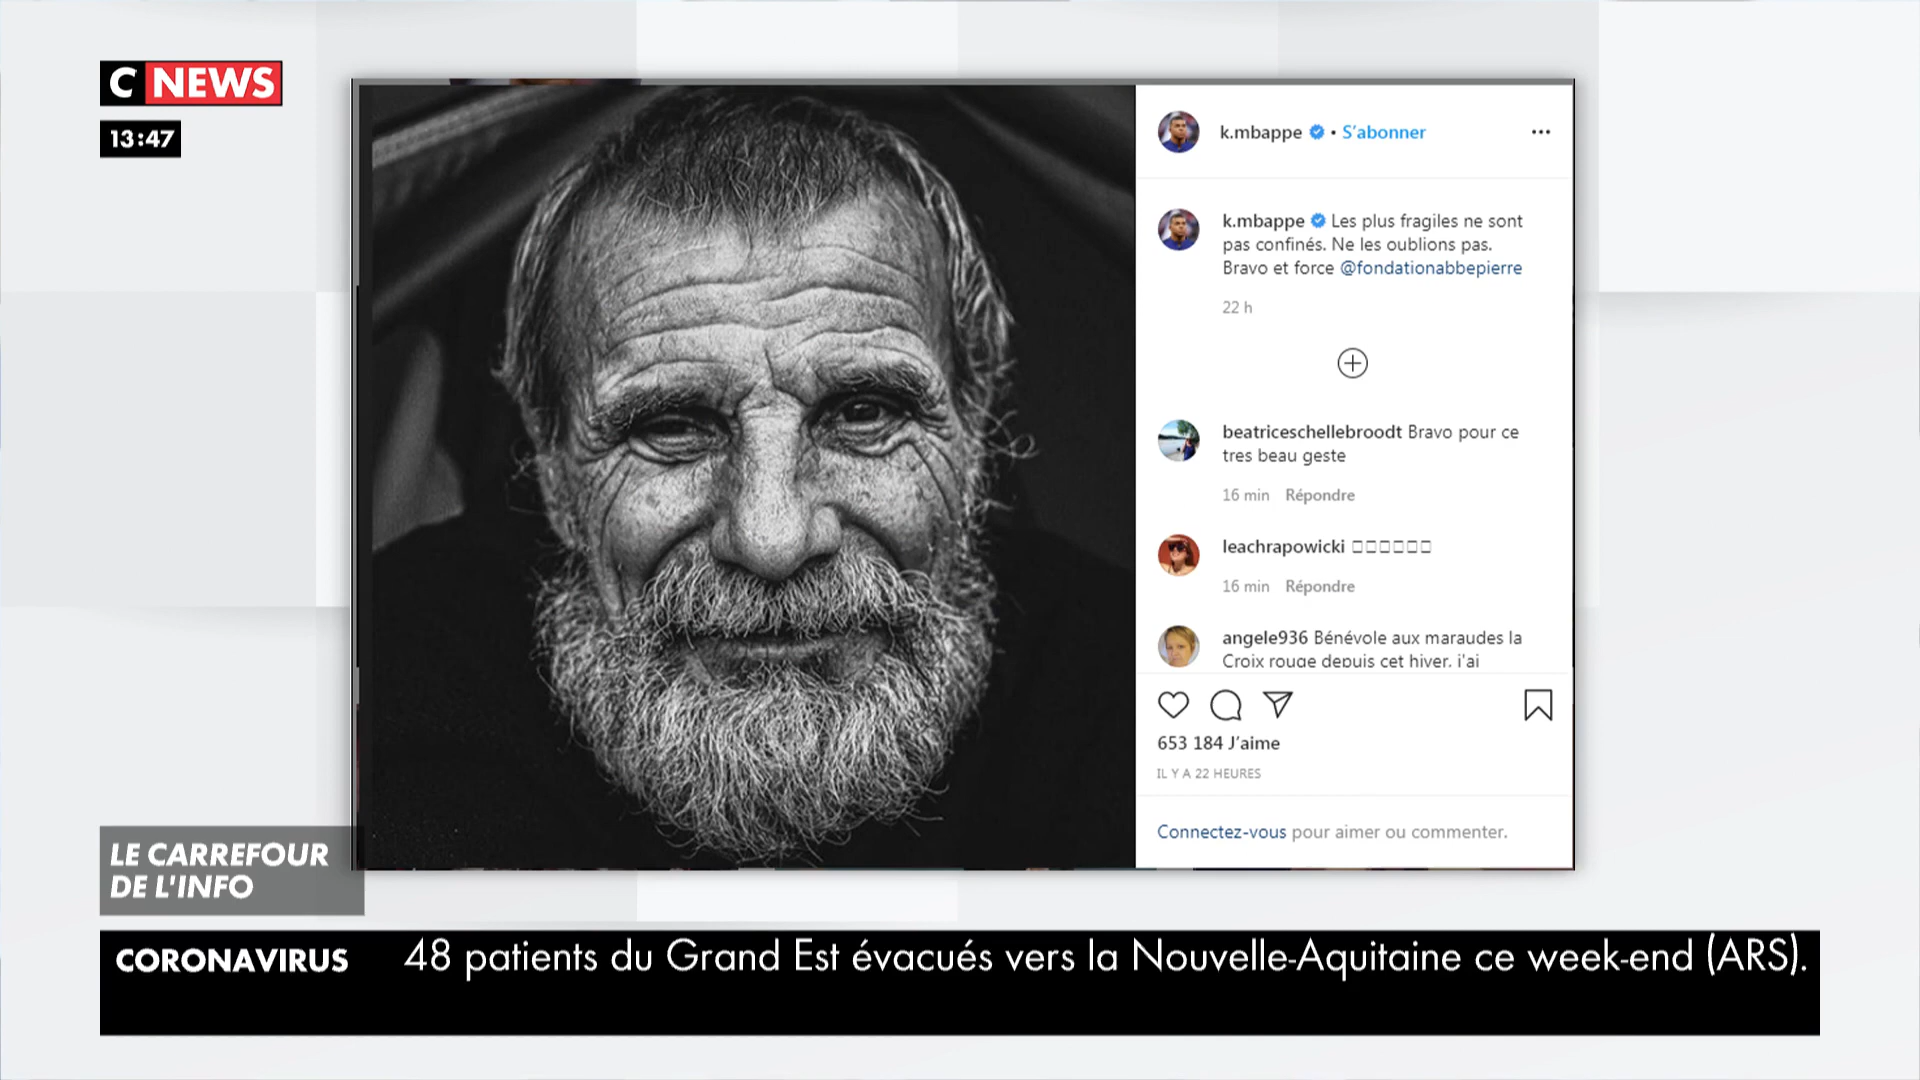 C NEWS
13:47
k.mbappe • S'abonner
k.mbappe Les plus fragiles ne sont
pas confinés. Ne les oublions pas.
Bravo et force @fondationabbepierre
22 h
beatriceschellebroodt Bravo pour ce
tres beau geste
16 min Répondre
leachrapowicki □□□□□□
16 min Répondre
angele936 Bénévole aux maraudes la
Croix rouge depuis cet hiver, j'ai
653 184 J'aime
IL Y A 22 HEURES
Connectez-vous pour aimer ou commenter.
LE CARREFOUR
DE L'INFO
CORONAVIRUS 48 patients du Grand Est évacués vers la Nouvelle-Aquitaine ce week-end (ARS).